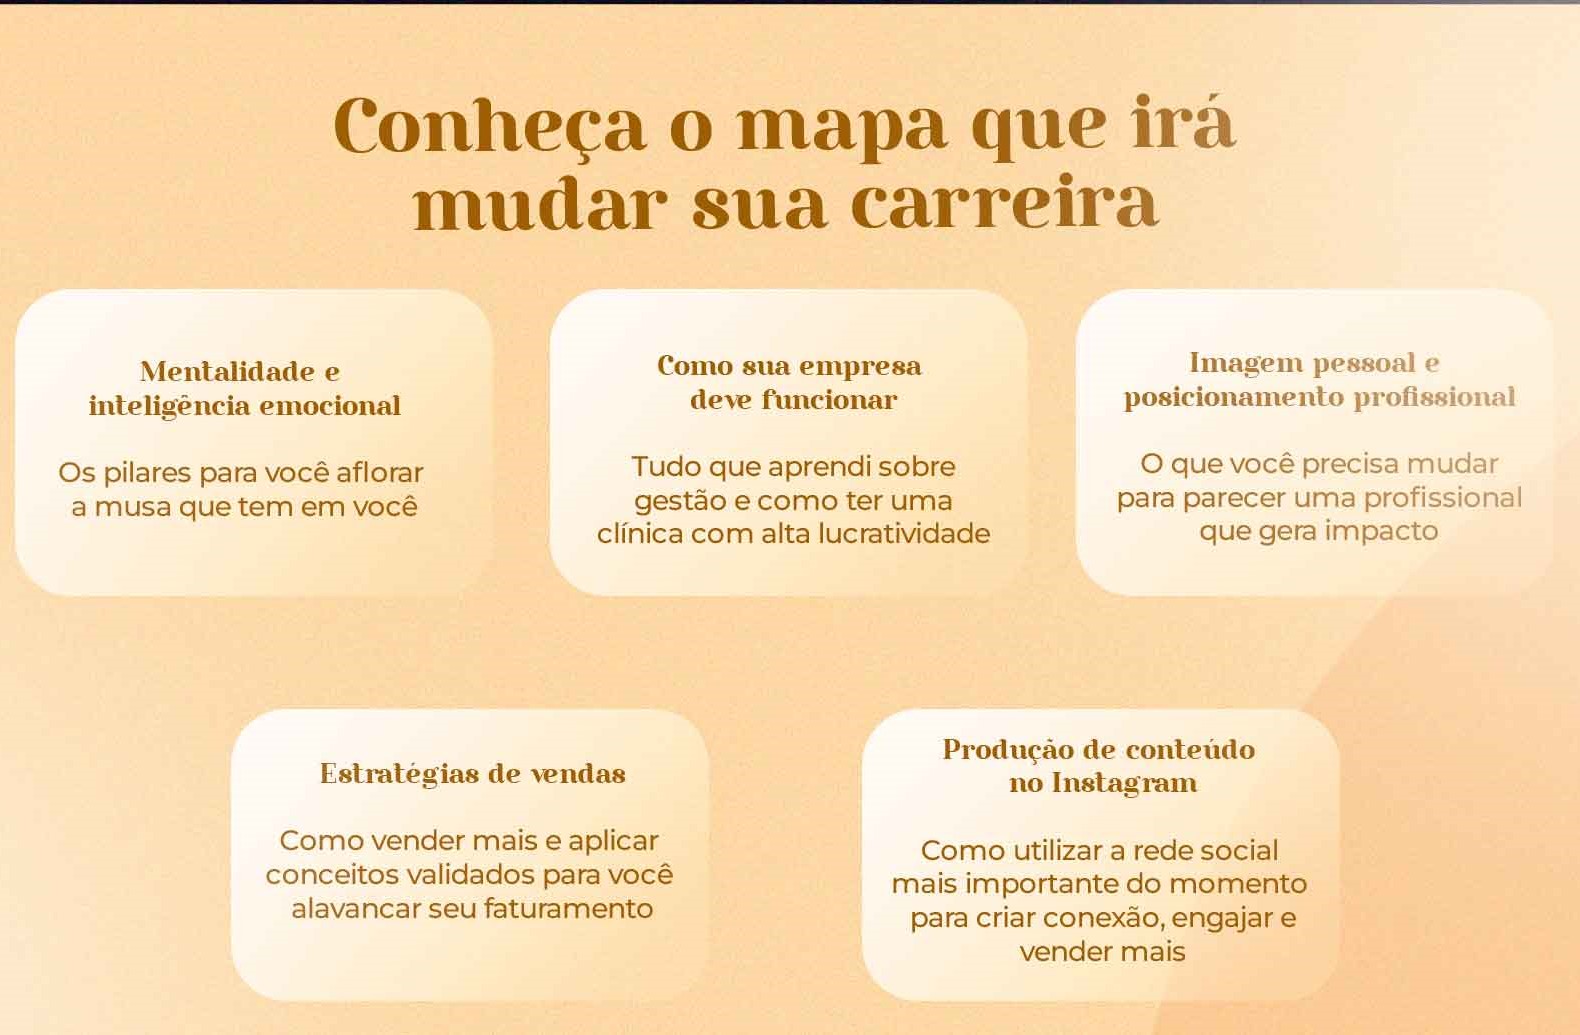 Conheça o mapa que irá
mudar sua carreira
Mentalidade e
inteligência emocional
Os pilares para você aflorar
a musa que tem em você
Como sua empresa
deve funcionar
Tudo que aprendi sobre
gestão e como ter uma
clínica com alta lucratividade
Imagem pessoal e
posicionamento profissional
O que você precisa mudar
para parecer uma profissional
que gera impacto
Estratégias de vendas
Como vender mais e aplicar
conceitos validados para você
alavancar seu faturamento
Produção de conteúdo
no Instagram
Como utilizar a rede social
mais importante do momento
para criar conexão, engajar e
vender mais